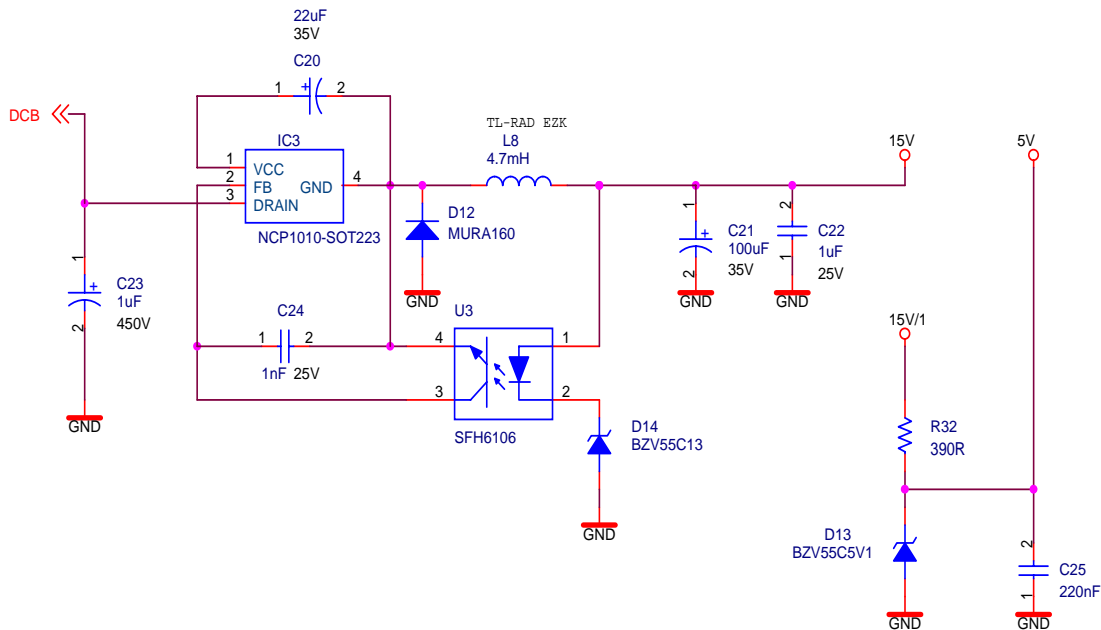 22uF
35V
C20
1
2
DCB
TL-RAD EZK
L8
4.7mH
15V
5V
IC3
1
2
3
VCC
FB
DRAIN
GND
4
NCP1010-SOT223
D12
MURA160
GND
1
C21
100uF
35V
2
GND
2
C22
1uF
25V
1
GND
1
C23
1uF
450V
2
GND
C24
1
2
1nF
25V
U3
4
3
1
2
SFH6106
D14
BZV55C13
GND
15V/1
R32
390R
D13
BZV55C5V1
GND
2
C25
220nF
1
GND